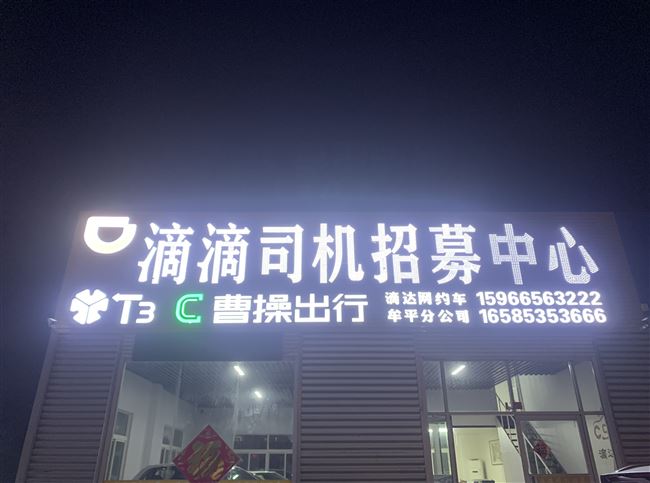 滴滴司机招募中心
T3 C 曹操出行
滴达网约车 15966563222
牟平分公司 16585353666